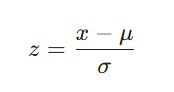 z = (x − μ) / σ